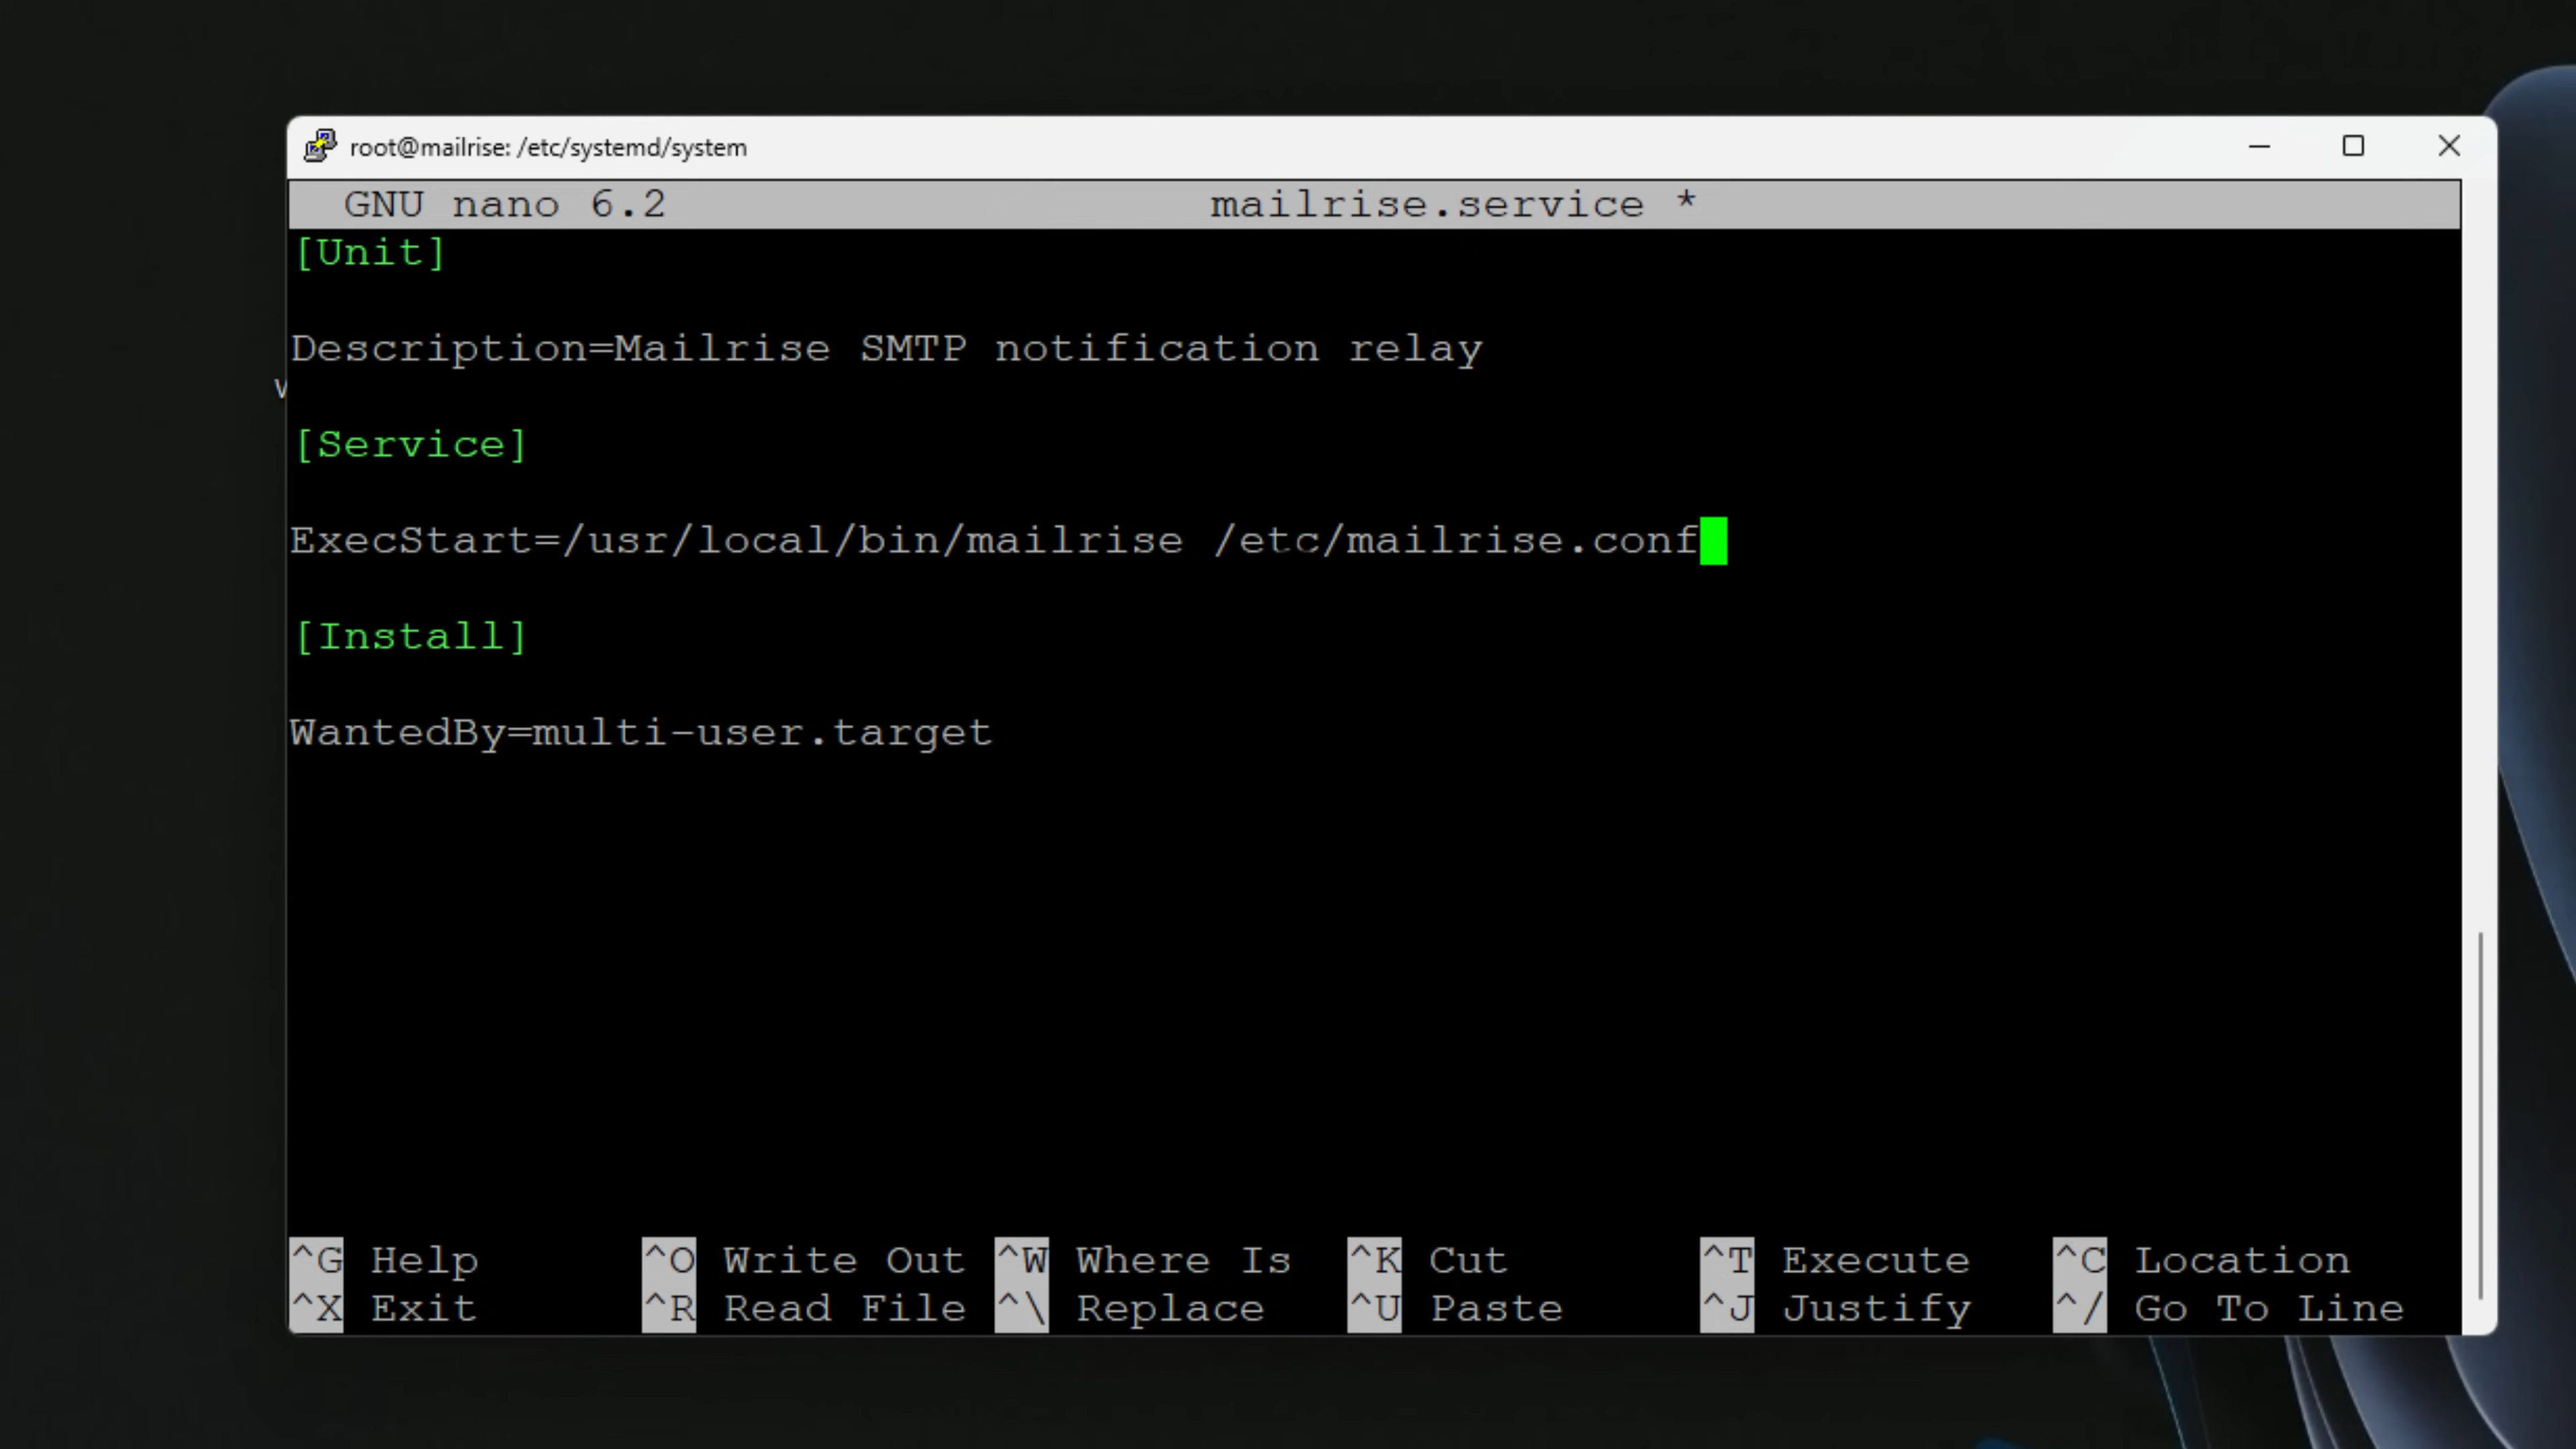 root@mailrise: /etc/systemd/system
GNU nano 6.2 mailrise.service *
[Unit]
Description=Mailrise SMTP notification relay
[Service]
ExecStart=/usr/local/bin/mailrise /etc/mailrise.conf
[Install]
WantedBy=multi-user.target
^G Help ^O Write Out ^W Where Is ^K Cut ^T Execute ^C Location
^X Exit ^R Read File ^\ Replace ^U Paste ^J Justify ^/ Go To Line